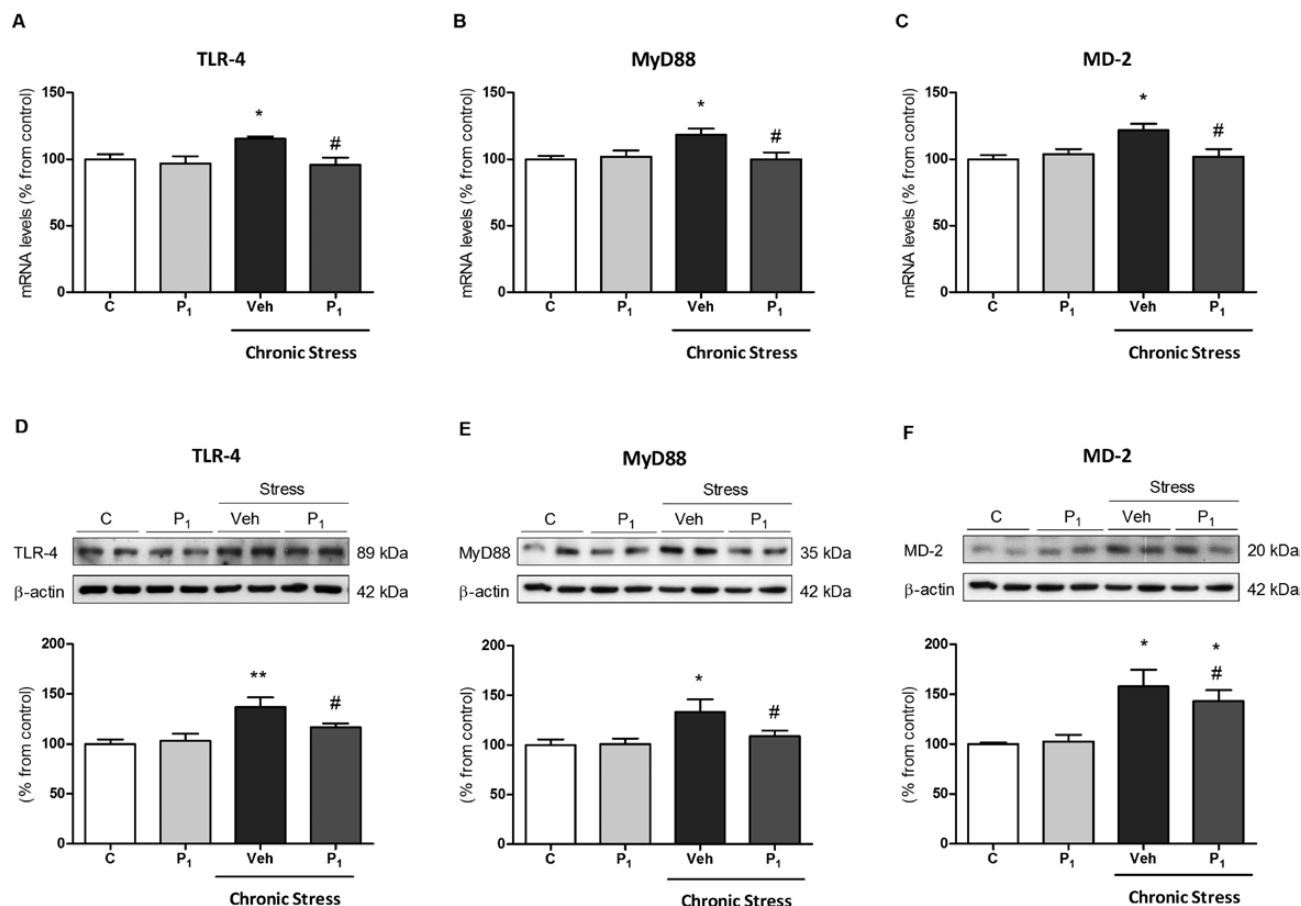 A
TLR-4
mRNA levels (% from control)
150
100
50
0
C
P1
Veh
P1
Chronic Stress
*
#
B
MyD88
mRNA levels (% from control)
150
100
50
0
C
P1
Veh
P1
Chronic Stress
*
#
C
MD-2
mRNA levels (% from control)
150
100
50
0
C
P1
Veh
P1
Chronic Stress
*
#
D
TLR-4
Stress
C P1 Veh P1
TLR-4 89 kDa
β-actin 42 kDa
(% from control)
200
150
100
50
0
C
P1
Veh
P1
Chronic Stress
**
#
E
MyD88
Stress
C P1 Veh P1
MyD88 35 kDa
β-actin 42 kDa
(% from control)
200
150
100
50
0
C
P1
Veh
P1
Chronic Stress
*
#
F
MD-2
Stress
C P1 Veh P1
MD-2 20 kDa
β-actin 42 kDa
(% from control)
200
150
100
50
0
C
P1
Veh
P1
Chronic Stress
*
*
#